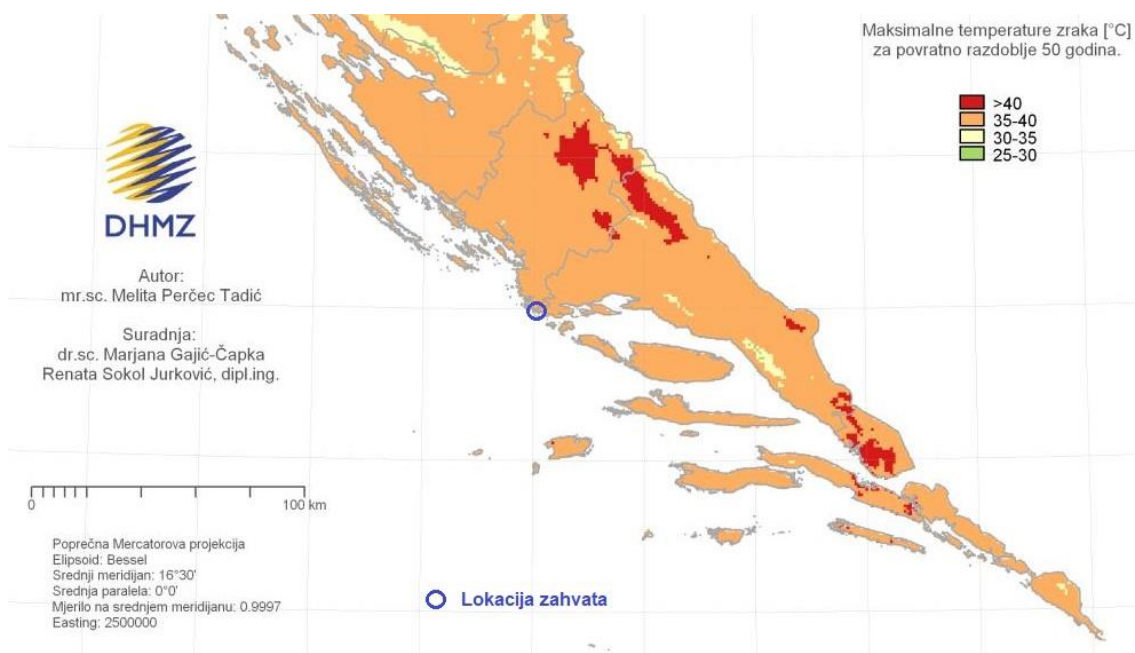 Maksimalne temperature zraka [°C]
za povratno razdoblje 50 godina.
>40
35-40
30-35
25-30
DHMZ
Autor:
mr.sc. Melita Perčec Tadić
Suradnja:
dr.sc. Marjana Gajić-Čapka
Renata Sokol Jurković, dipl.ing.
0 100 km
Poprečna Mercatorova projekcija
Elipsoid: Bessel
Srednji meridijan: 16°30'
Srednja paralela: 0°0'
Mjerilo na srednjem meridijanu: 0.9997
Easting: 2500000
Lokacija zahvata